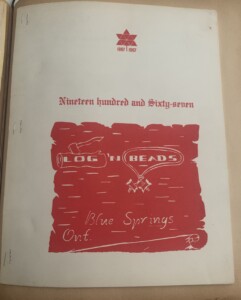 1867 1967
Nineteen hundred and Sixty-seven
LOG 'N BEADS
Blue Springs
Ont.